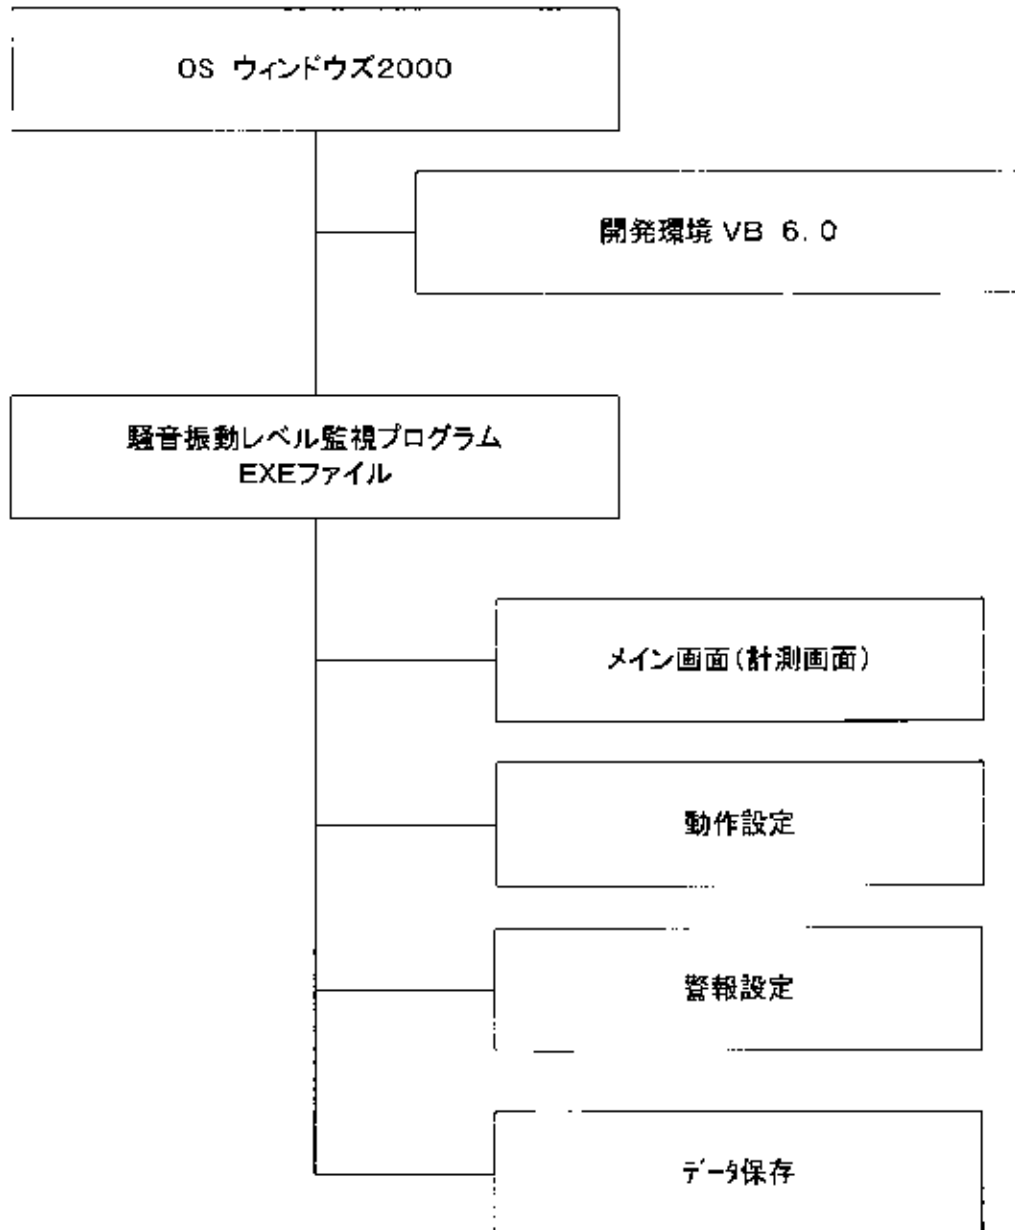 OS ウィンドウズ2000
開発環境 VB 6.0
騒音振動レベル監視プログラム
EXEファイル
メイン画面(計測画面)
動作設定
警報設定
データ保存